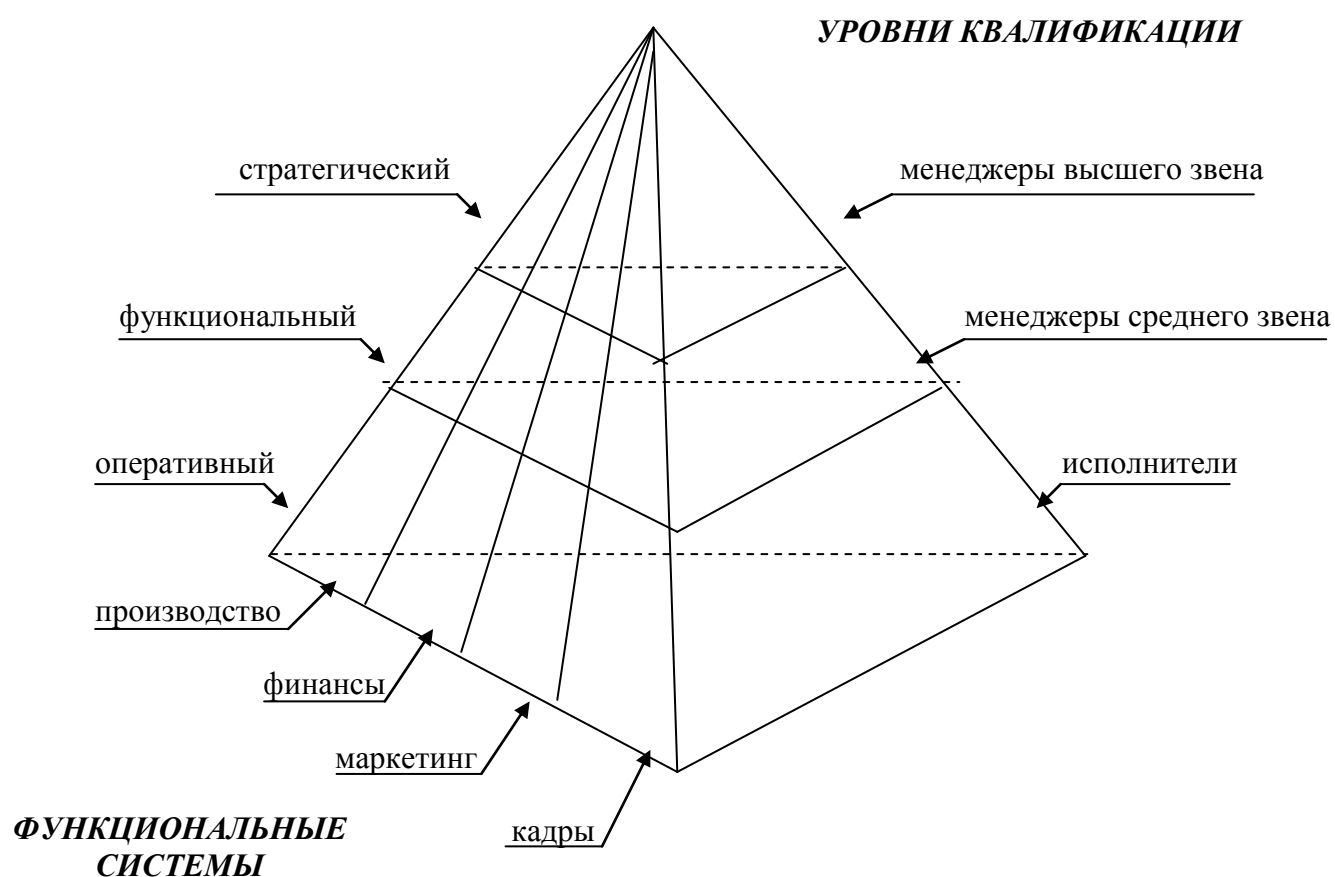 УРОВНИ КВАЛИФИКАЦИИ
стратегический
менеджеры высшего звена
функциональный
менеджеры среднего звена
оперативный
исполнители
производство
финансы
маркетинг
кадры
ФУНКЦИОНАЛЬНЫЕ
СИСТЕМЫ